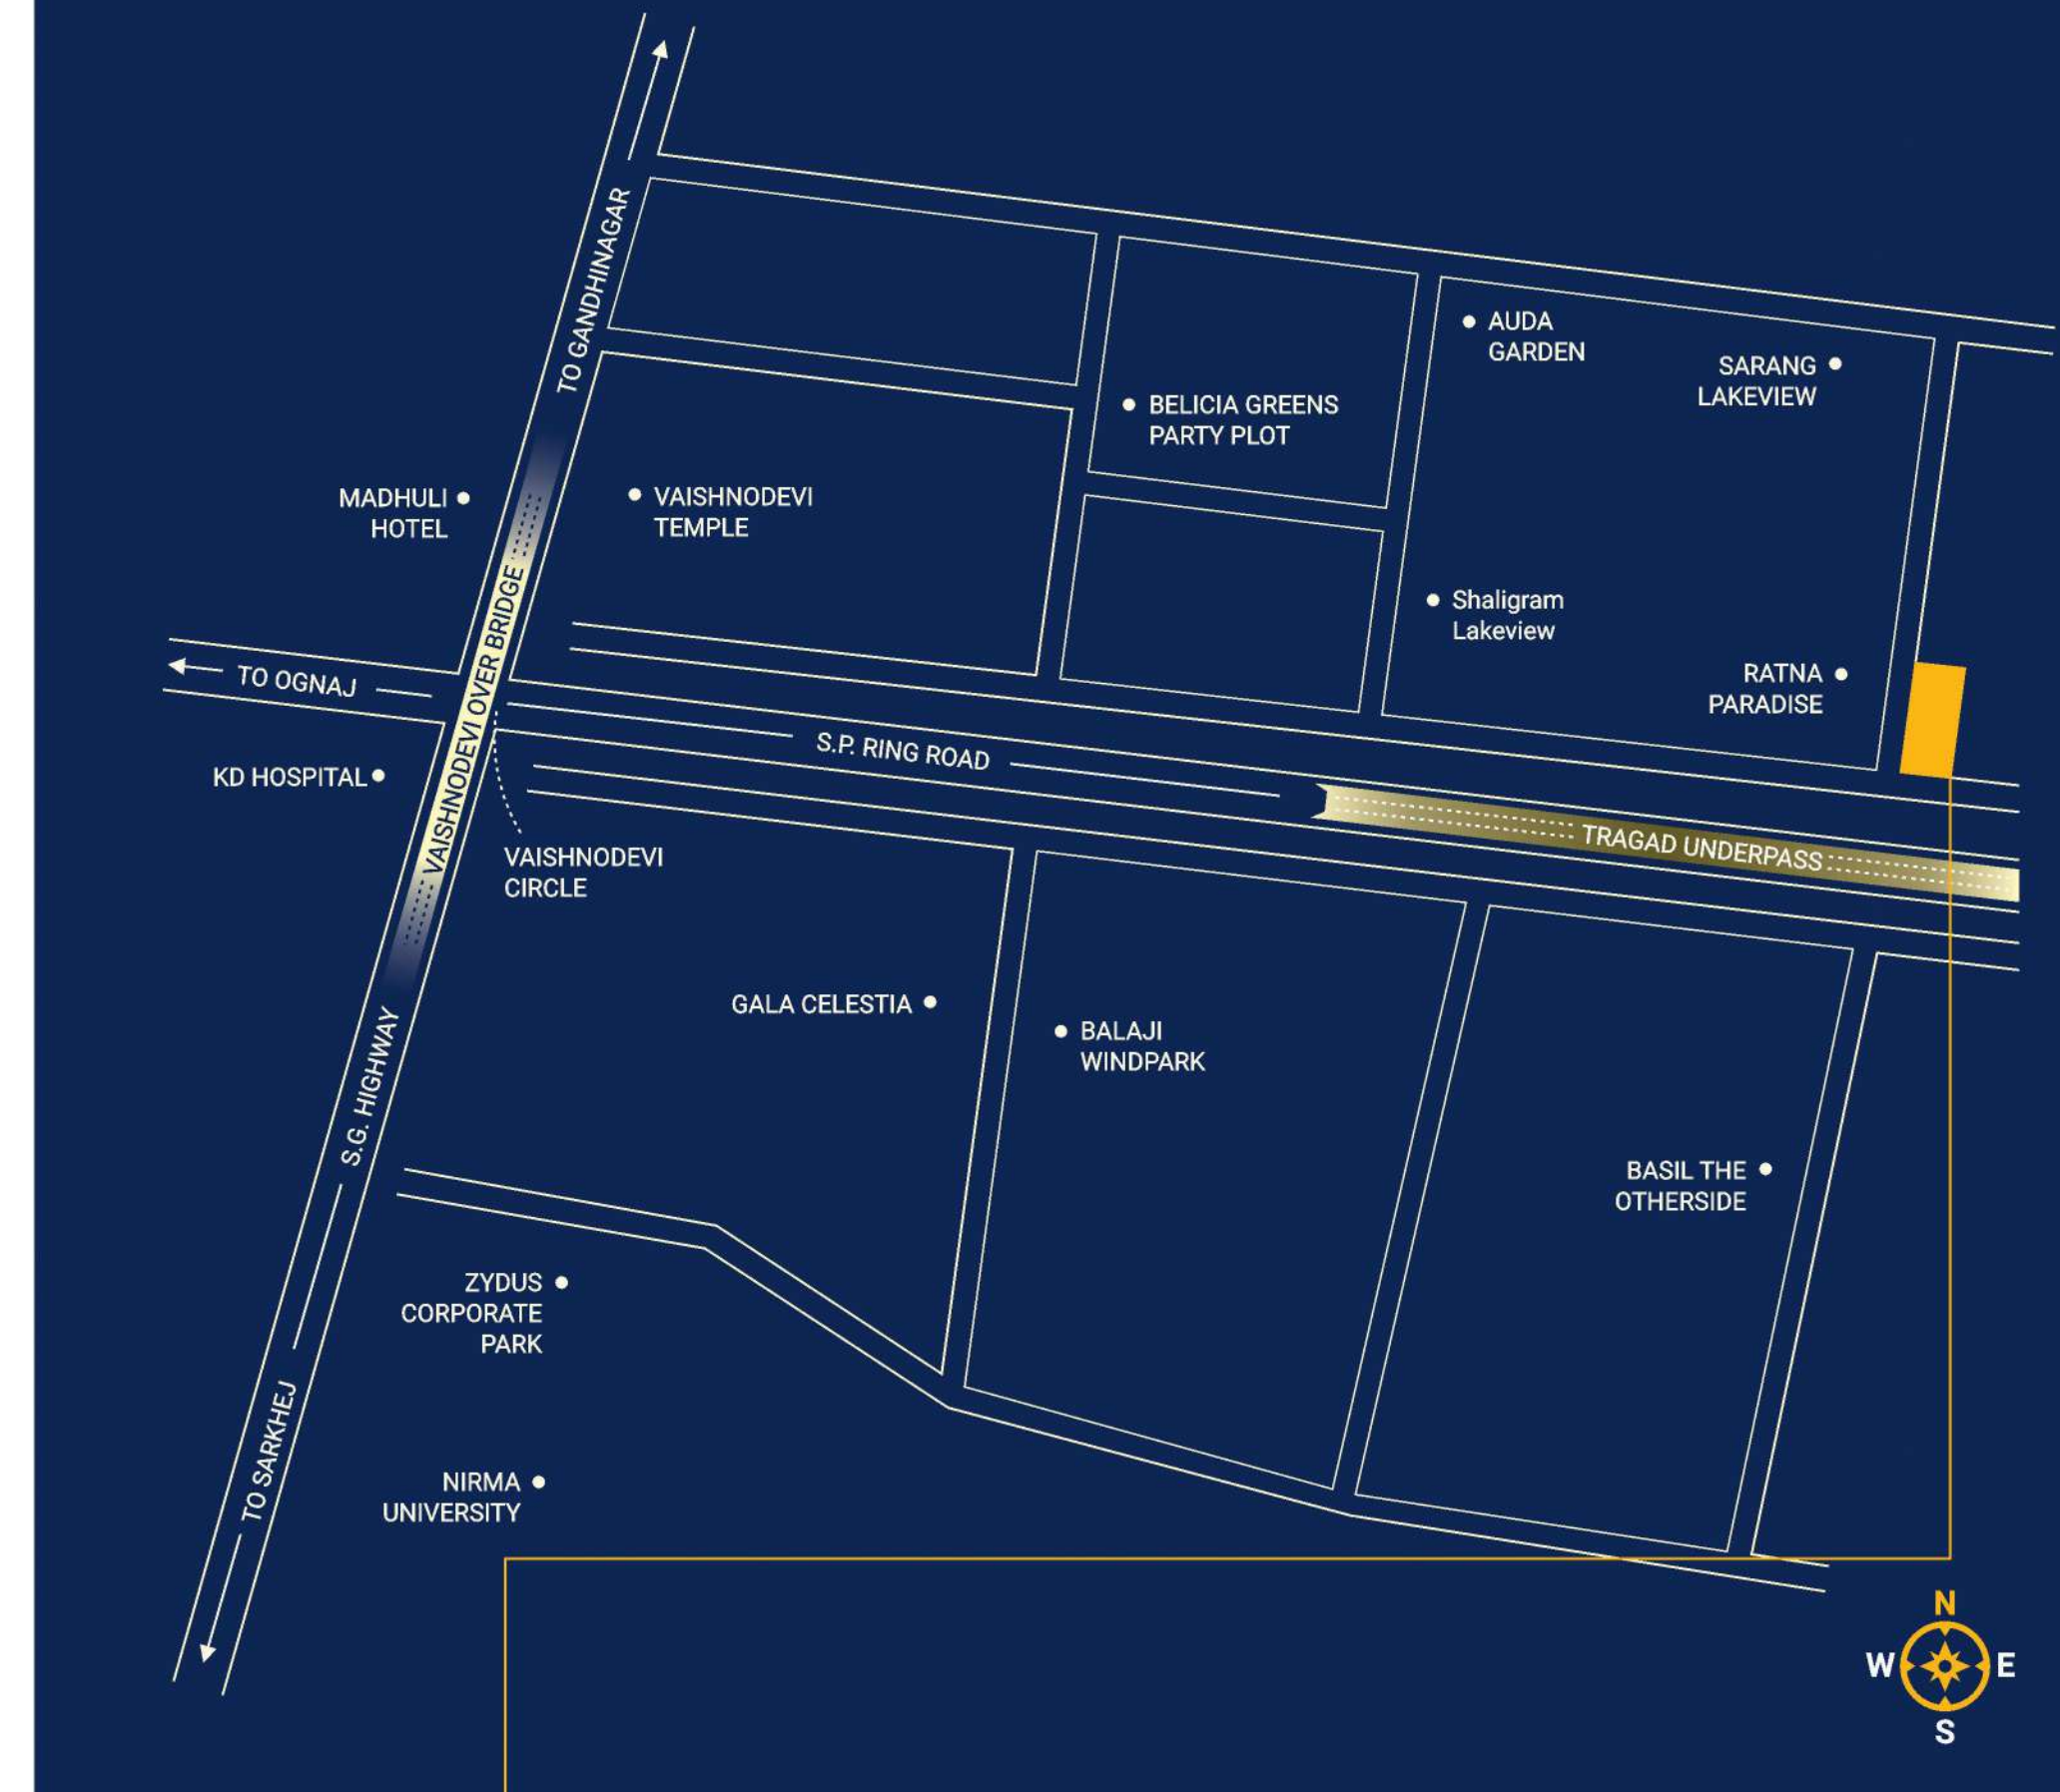 TO GANDHINAGAR
AUDA
GARDEN
SARANG
LAKEVIEW
BELICIA GREENS
PARTY PLOT
MADHULI
HOTEL
VAISHNODEVI
TEMPLE
Shaligram
Lakeview
TO OGNAJ
VAISHNODEVI OVER BRIDGE
RATNA
PARADISE
S.P. RING ROAD
KD HOSPITAL
TRAGAD UNDERPASS
VAISHNODEVI
CIRCLE
GALA CELESTIA
BALAJI
WINDPARK
S.G. HIGHWAY
BASIL THE
OTHERSIDE
ZYDUS
CORPORATE
PARK
TO SARKHEJ
NIRMA
UNIVERSITY
N
W E
S